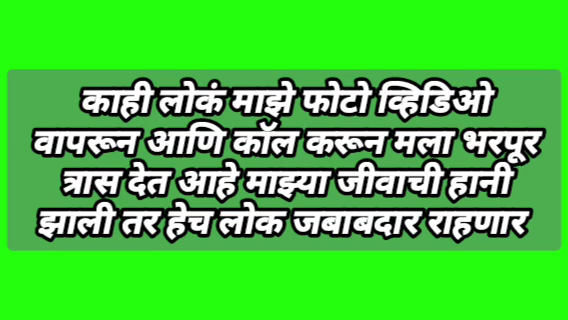 काही लोकं माझे फोटो व्हिडिओ
वापरून आणि कॉल करून मला भरपूर
त्रास देत आहे माझ्या जीवाची हानी
झाली तर हेच लोक जबाबदार राहणार